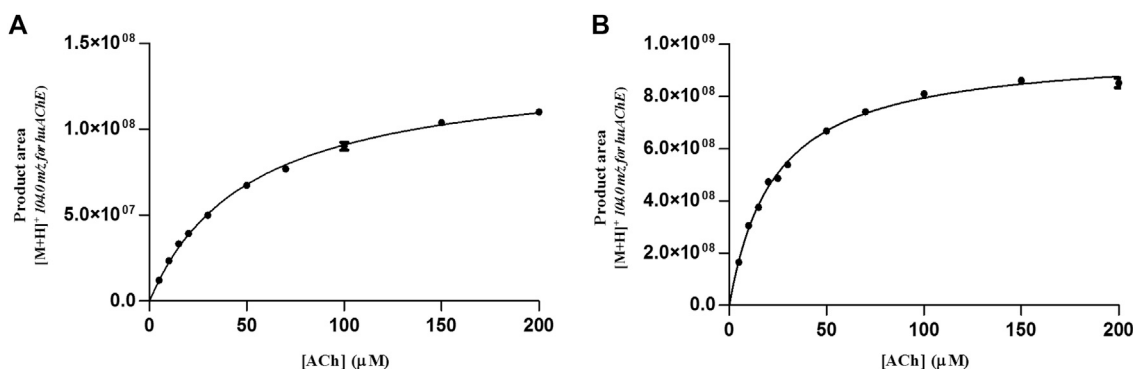 A
1.5×10⁰⁸
1.0×10⁰⁸
5.0×10⁰⁷
0.0
0 50 100 150 200
[ACh] (μM)
Product area
[M+H]⁺ 104.0 m/z for huAChE)
B
1.0×10⁰⁹
8.0×10⁰⁸
6.0×10⁰⁸
4.0×10⁰⁸
2.0×10⁰⁸
0.0
0 50 100 150 200
[ACh] (μM)
Product area
[M+H]⁺ 104.0 m/z for huAChE)